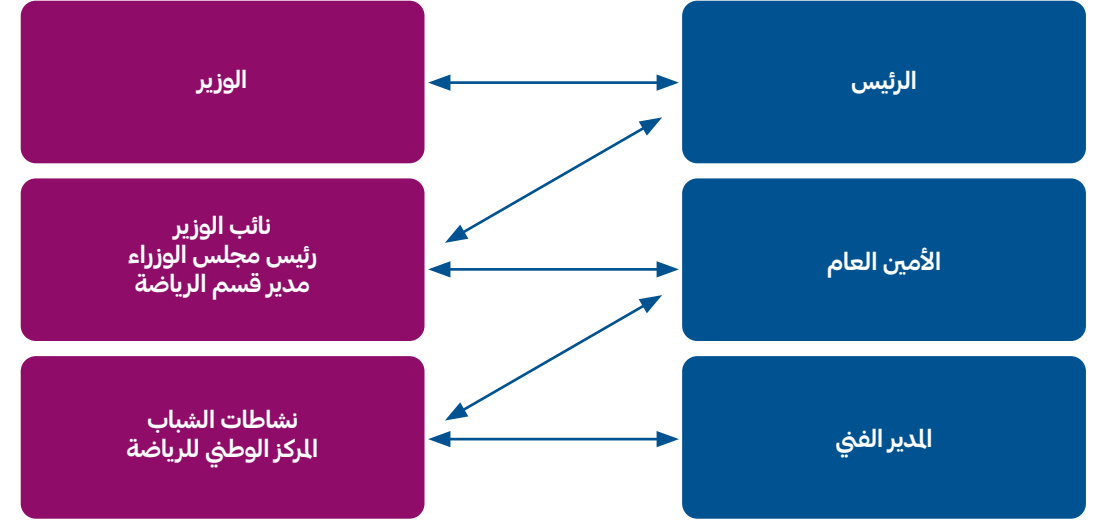 الرئيس
الوزير
الأمين العام
نائب الوزير
رئيس مجلس الوزراء
مدير قسم الرياضة
المدير الفني
نشاطات الشباب
المركز الوطني للرياضة